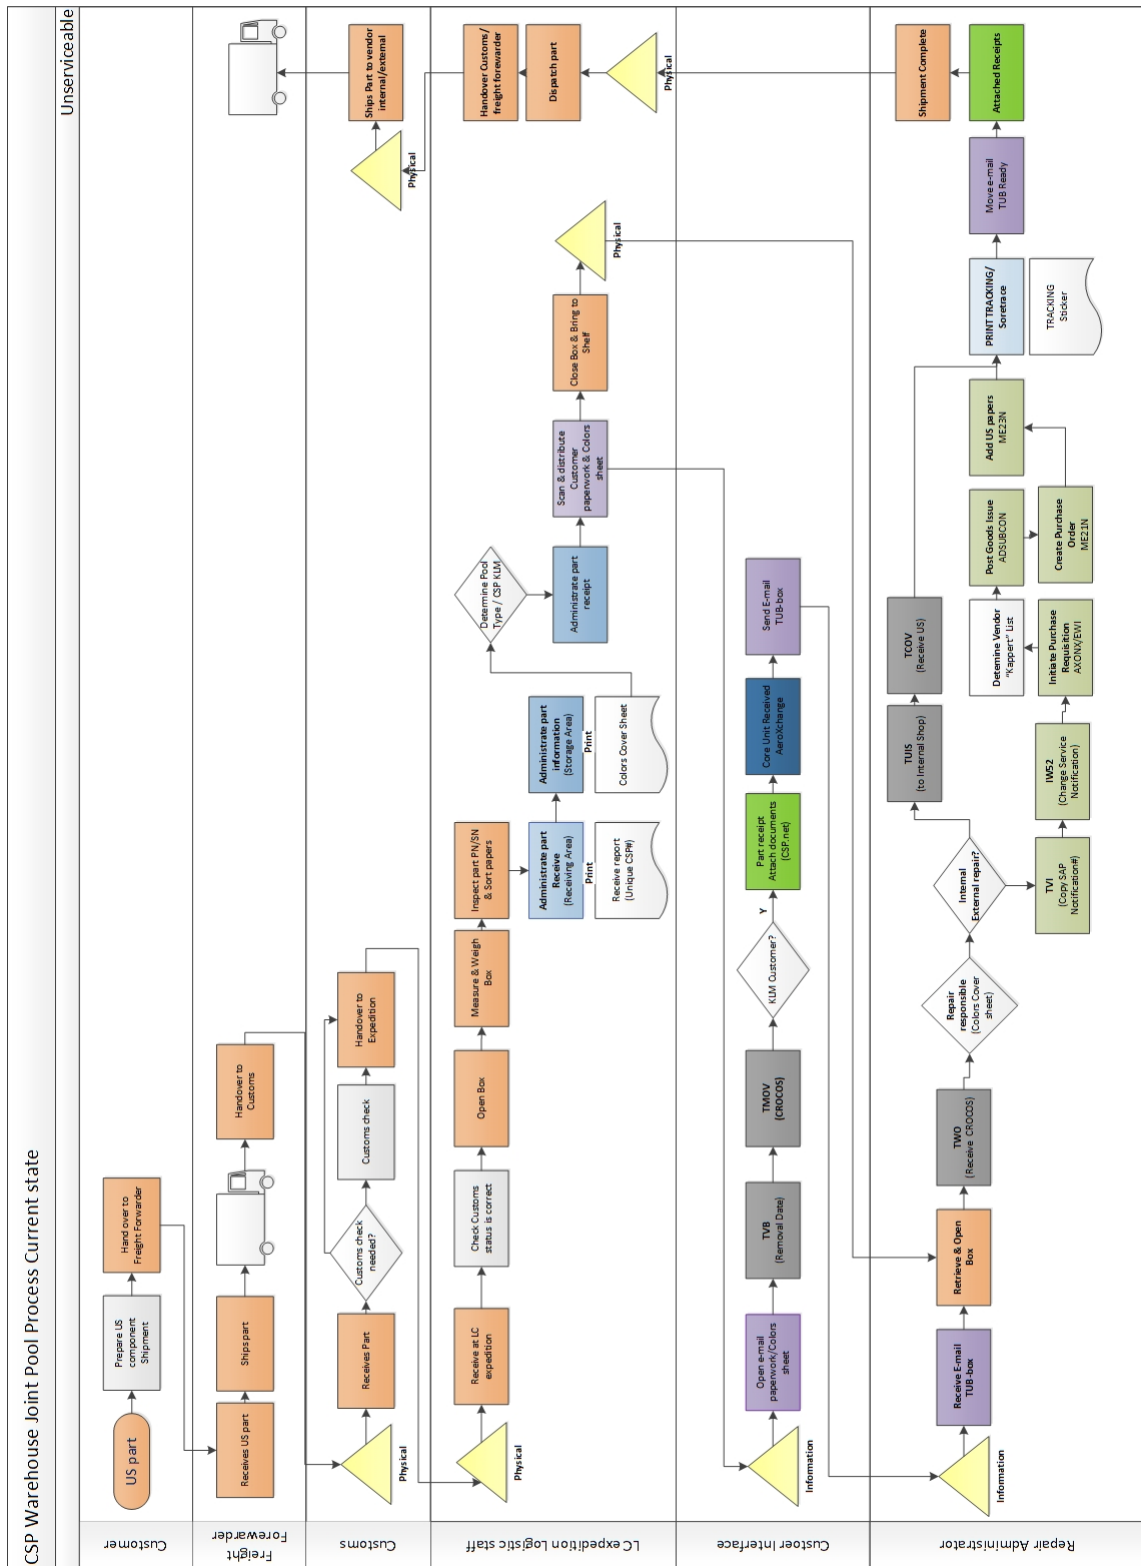 CSP Warehouse Joint Pool Process Current state
Unserviceable
Customer
US part
Prepare US
component
Shipment
Hand over to
Freight Forwarder
Freight
Forewarder
Receives US part
Ships part
Handover to
Customs
Customs
Physical
Receives Part
Customs check
needed?
Customs check
Handover to
Expedition
Physical
Ships Part to vendor
internal/external
LC expedition Logistic staff
Physical
Receive at LC
expedition
Check Customs
status is correct
Open Box
Measure & Weigh
Box
Inspect part PN/SN
& Sort papers
Administrate part
Receive
(Receiving Area)
Print
Receive report
(Unique CSP#)
Administrate part
information
(Storage Area)
Print
Colors Cover Sheet
Determine Pool
Type / CSP KLM
Administrate part
receipt
Scan & distribute
Customer
paperwork & Colors
sheet
Close Box & Bring to
Shelf
Physical
Handover Customs/
freight forewarder
Dispatch part
Physical
Custoer Interface
Information
Open e-mail
paperwork/Colors
sheet
TVB
(Removal Date)
TMOV
(CROCOS)
KLM Customer?
Y
Part receipt
Attach documents
(CSP.net)
Core Unit Received
AeroXchange
Send E-mail
TUB-box
Repair Administrator
Information
Receive E-mail
TUB-box
Retrieve & Open
Box
TWO
(Receive CROCOS)
Repair
responsible
(Colors Cover
sheet)
Internal
External repair?
TUIS
(to Internal Shop)
TCOV
(Receive US)
TVI
(Copy SAP
Notification#)
IW52
(Change Service
Notification)
Initiate Purchase
Requisition
AXONX/EWI
Detemine Vendor
"Kappert" List
Post Goods Issue
ADSUBCON
Create Purchase
Order
ME21N
Add US papers
ME23N
PRINT TRACKING/
Soretrace
TRACKING
Sticker
Move e-mail
TUB Ready
Attached Receipts
Shipment Complete